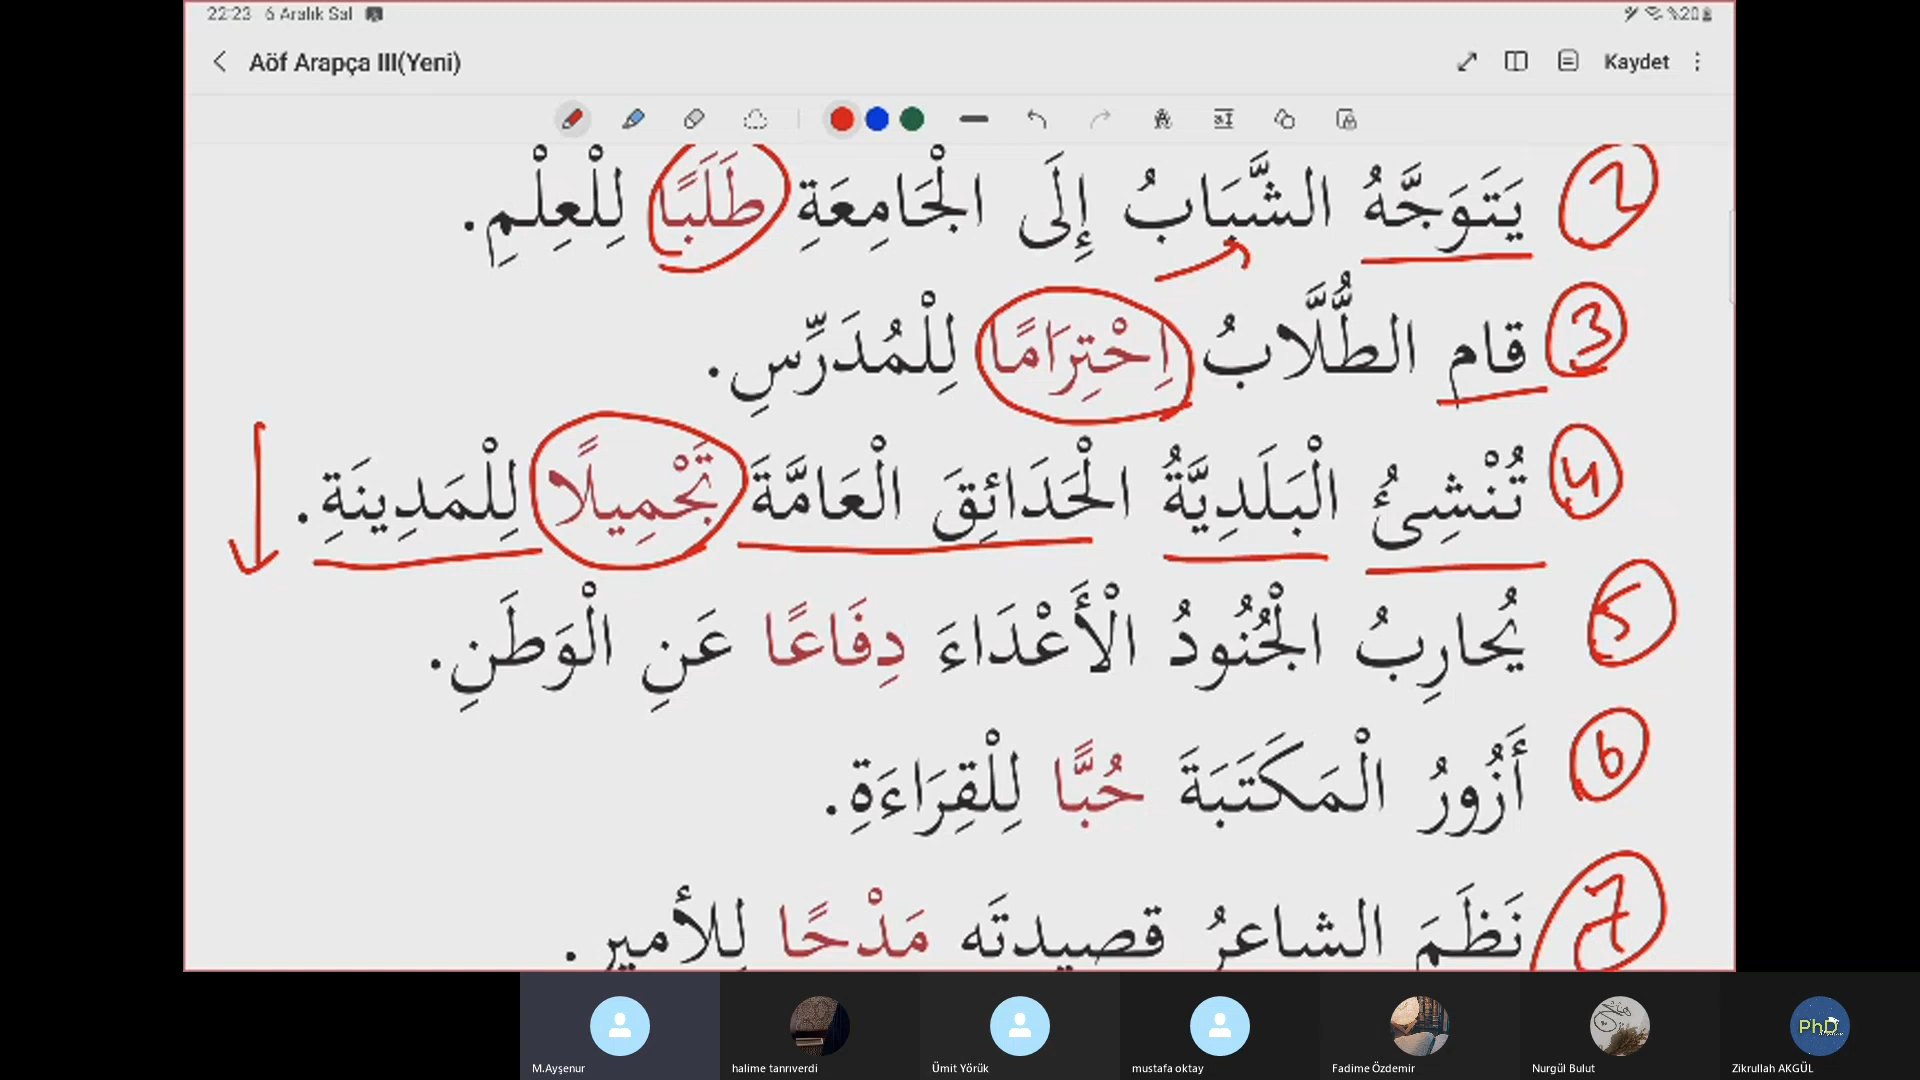 22:23 6 Aralık Sal %20
Aöf Arapça III(Yeni) Kaydet
2 يَتَوَجَّهُ الشَّبَابُ إِلَى الْجَامِعَةِ طَلَبًا لِلْعِلْمِ.
3 قام الطُّلَّابُ اِحْتِرَامًا لِلْمُدَرِّسِ.
4 تُنْشِئُ الْبَلَدِيَّةُ الْحَدَائِقَ الْعَامَّةَ تَجْمِيلًا لِلْمَدِينَةِ.
5 يُحارِبُ الْجُنُودُ الْأَعْدَاءَ دِفَاعًا عَنِ الْوَطَنِ.
6 أَزُورُ الْمَكتَبَةَ حُبًّا لِلْقِرَاءَةِ.
7 نَظَمَ الشاعرُ قصيدتَه مَدْحًا لِلأمير.
PhD
M.Ayşenur halime tanrıverdi Ümit Yörük mustafa oktay Fadime Özdemir Nurgül Bulut Zikrullah AKGÜL